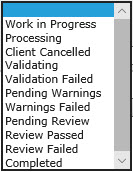 Work in Progress
Processing
Client Cancelled
Validating
Validation Failed
Pending Warnings
Warnings Failed
Pending Review
Review Passed
Review Failed
Completed